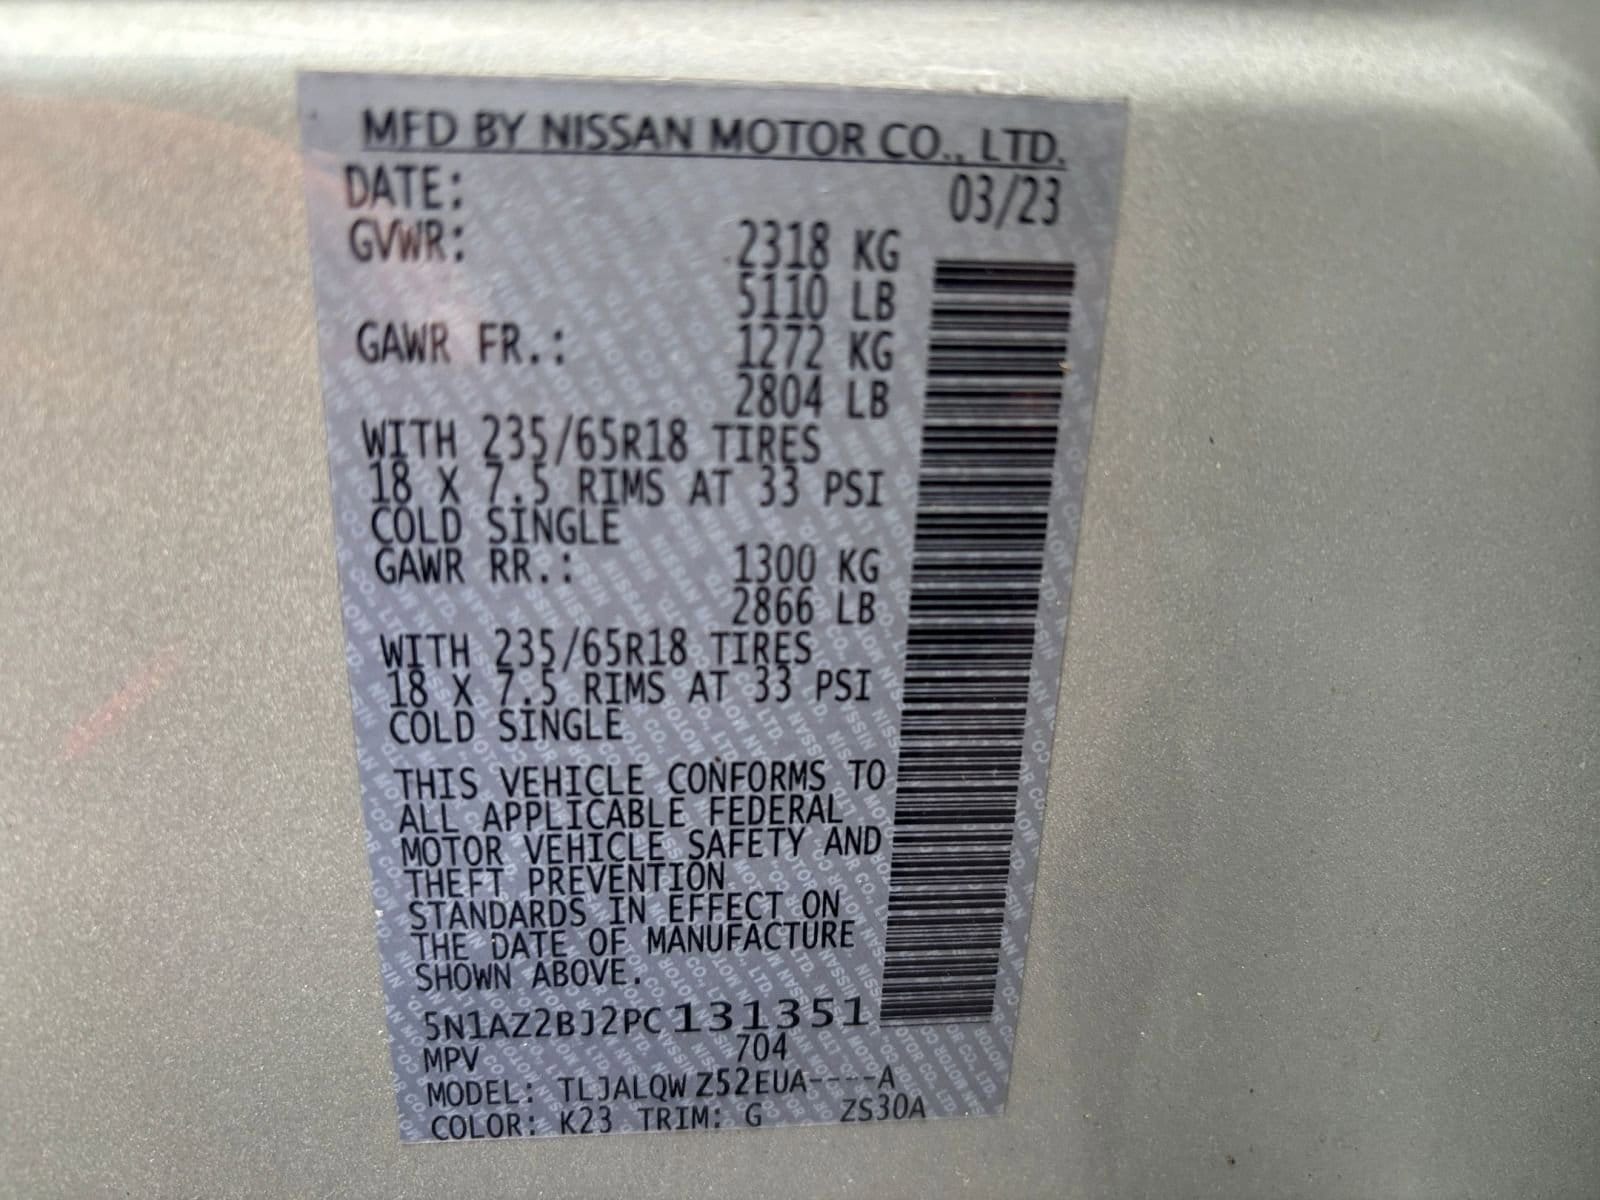 MFD BY NISSAN MOTOR CO., LTD.
DATE: 03/23
GVWR: 2318 KG
5110 LB
GAWR FR.: 1272 KG
2804 LB
WITH 235/65R18 TIRES
18 X 7.5 RIMS AT 33 PSI
COLD SINGLE
GAWR RR.: 1300 KG
2866 LB
WITH 235/65R18 TIRES
18 X 7.5 RIMS AT 33 PSI
COLD SINGLE
THIS VEHICLE CONFORMS TO
ALL APPLICABLE FEDERAL
MOTOR VEHICLE SAFETY AND
THEFT PREVENTION
STANDARDS IN EFFECT ON
THE DATE OF MANUFACTURE
SHOWN ABOVE.
5N1AZ2BJ2PC131351
MPV 704
MODEL: TLJALQWZ52EUA----A
COLOR: K23 TRIM: G ZS30A